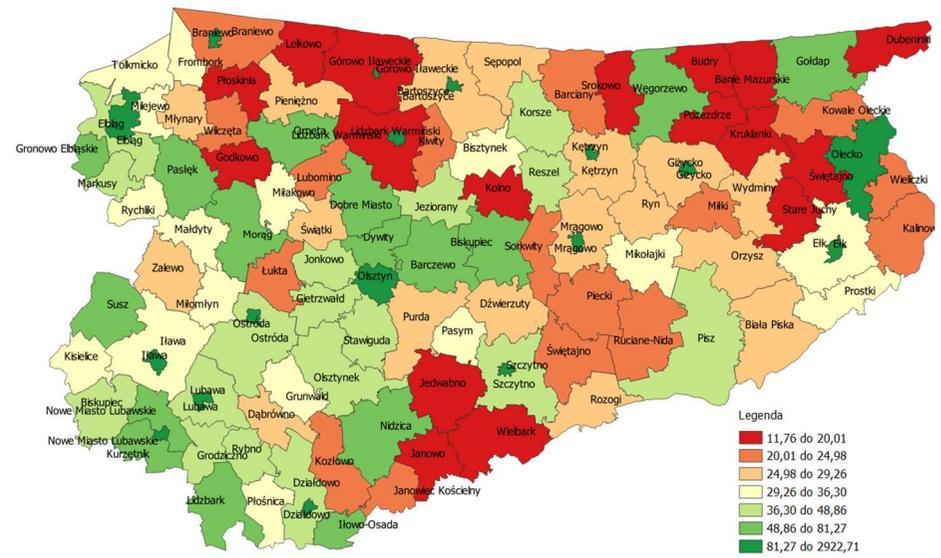 Braniewo
Braniewo
Lelkowo
Dubeninki
Tolkmicko
Frombork
Górowo Iławeckie
Górowo Iławeckie
Sępopol
Budry
Gołdap
Płoskinia
Bartoszyce
Bartoszyce
Barciany
Srokowo
Węgorzewo
Banie Mazurskie
Milejewo
Pieniężno
Korsze
Kowale Oleckie
Elbląg
Młynary
Pozezdrze
Wilczęta
Orneta
Lidzbark Warmiński
Lidzbark Warmiński
Kruklanki
Elbląg
Kiwity
Gronowo Elbląskie
Bisztynek
Kętrzyn
Olecko
Godkowo
Giżycko
Pasłęk
Reszel
Kętrzyn
Giżycko
Świętajno
Wieliczki
Markusy
Lubomino
Kolno
Wydminy
Miłakowo
Rychliki
Dobre Miasto
Jeziorany
Ryn
Miłki
Stare Juchy
Małdyty
Morąg
Świątki
Dywity
Biskupiec
Sorkwity
Mrągowo
Mrągowo
Kalinow
Ełk
Ełk
Jonkowo
Barczewo
Mikołajki
Orzysz
Zalewo
Łukta
Olsztyn
Prostki
Susz
Miłomłyn
Gietrzwałd
Dźwierzuty
Piecki
Ostróda
Purda
Biała Piska
Ostróda
Stawiguda
Pasym
Pisz
Ruciane-Nida
Kisielice
Iława
Iława
Świętajno
Szczytno
Szczytno
Olsztynek
Jedwabno
Lubawa
Lubawa
Grunwald
Rozogi
Biskupiec
Nowe Miasto Lubawskie
Dąbrówno
Nidzica
Wielbark
Nowe Miasto Lubawskie
Kurzętnik
Grodziczno
Rybno
Kozłowo
Janowo
Działdowo
Janowiec Kościelny
Lidzbark
Płośnica
Działdowo
Iłowo-Osada
Legenda
11,76 do 20,01
20,01 do 24,98
24,98 do 29,26
29,26 do 36,30
36,30 do 48,86
48,86 do 81,27
81,27 do 2922,71